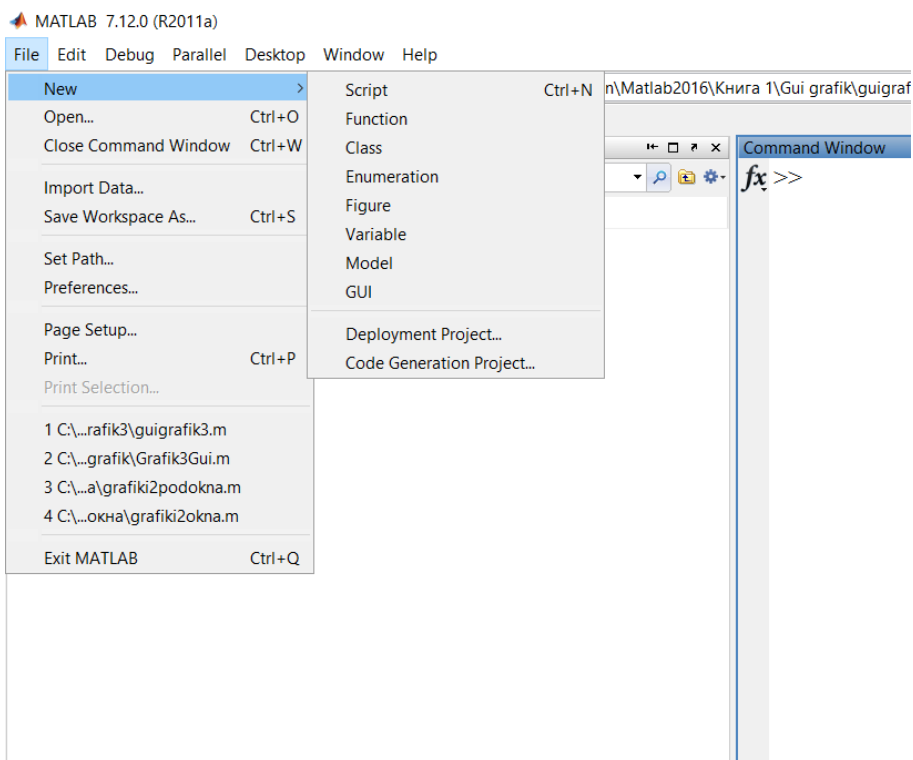 MATLAB 7.12.0 (R2011a)
File Edit Debug Parallel Desktop Window Help
New
Open... Ctrl+O
Close Command Window Ctrl+W
Import Data...
Save Workspace As... Ctrl+S
Set Path...
Preferences...
Page Setup...
Print... Ctrl+P
Print Selection...
1 C:\...rafik3\guigrafik3.m
2 C:\...grafik\Grafik3Gui.m
3 C:\...a\grafiki2podokna.m
4 C:\...окна\grafiki2okna.m
Exit MATLAB Ctrl+Q
Script Ctrl+N
Function
Class
Enumeration
Figure
Variable
Model
GUI
Deployment Project...
Code Generation Project...
n\Matlab2016\Книга 1\Gui grafik\guigraf
Command Window
fx >>